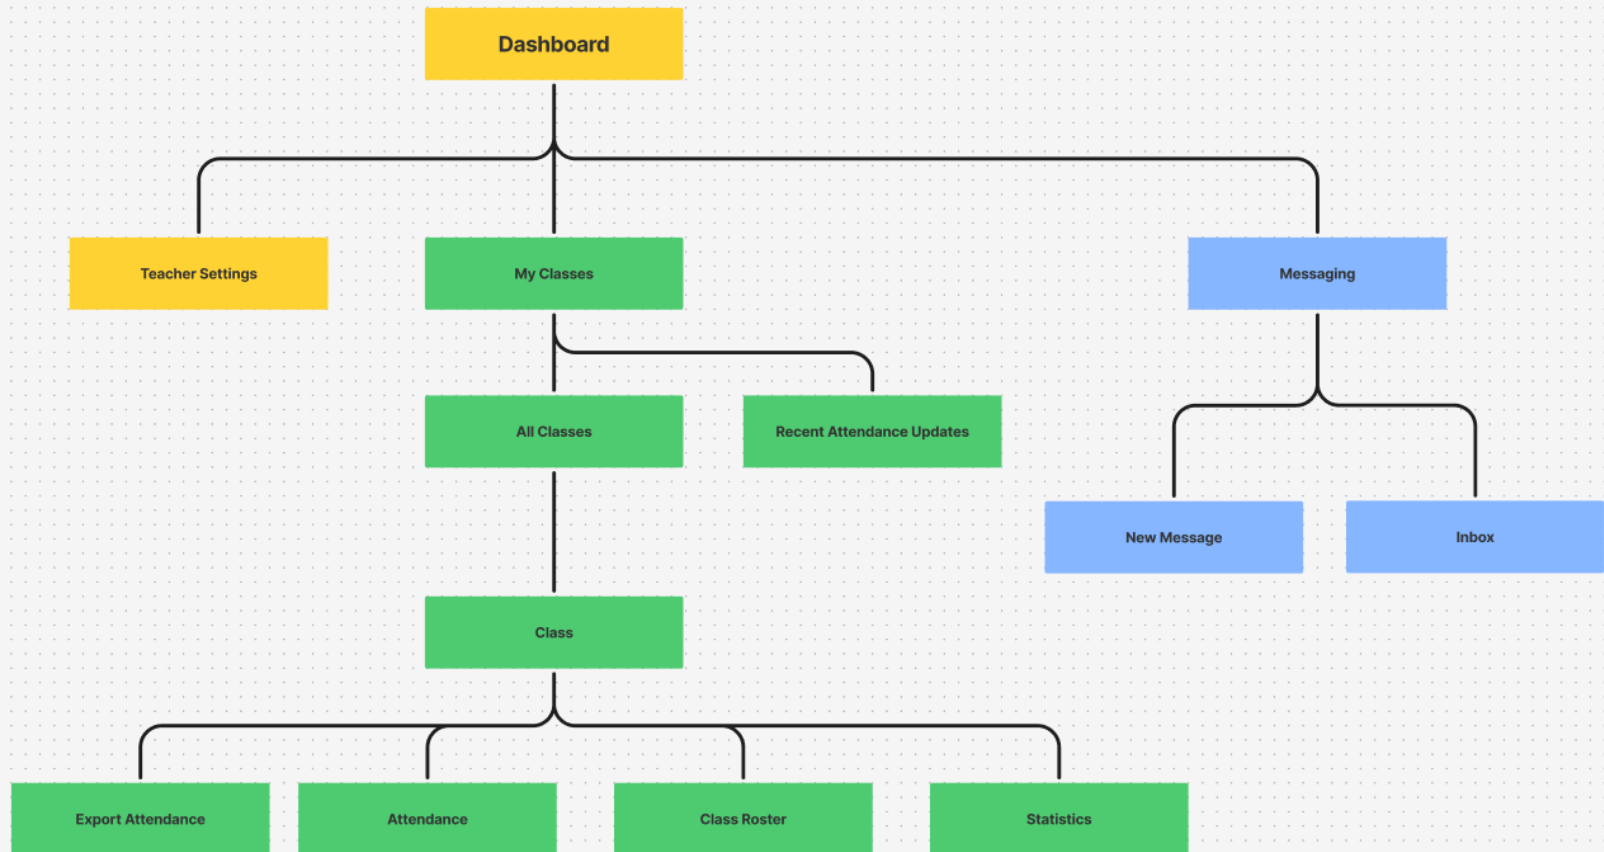 Dashboard
Teacher Settings
My Classes
Messaging
All Classes
Recent Attendance Updates
New Message
Inbox
Class
Export Attendance
Attendance
Class Roster
Statistics